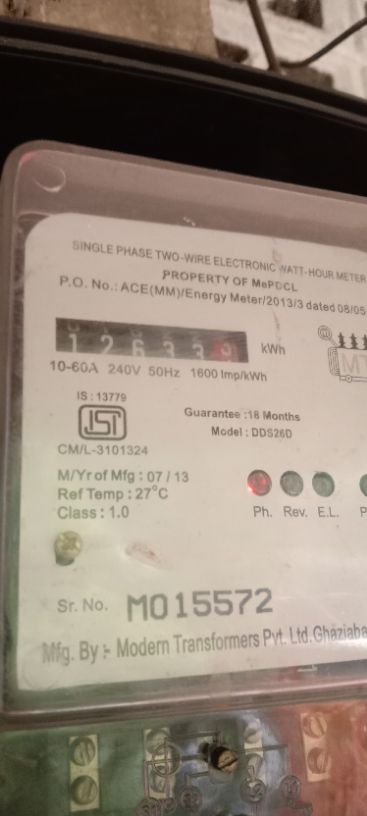 SINGLE PHASE TWO-WIRE ELECTRONIC WATT-HOUR METER
PROPERTY OF MePDCL
P.O. No.: ACE(MM)/Energy Meter/2013/3 dated 08/05
12633
kWh
MT
10-60A 240V 50Hz 1600 Imp/kWh
IS : 13779
ISI
Guarantee :18 Months
Model : DDS26D
CM/L-3101324
M/Yr of Mfg : 07 / 13
Ref Temp : 27°C
Class : 1.0
Ph. Rev. E.L. P
Sr. No. M015572
Mfg. By :- Modern Transformers Pvt. Ltd. Ghaziaba